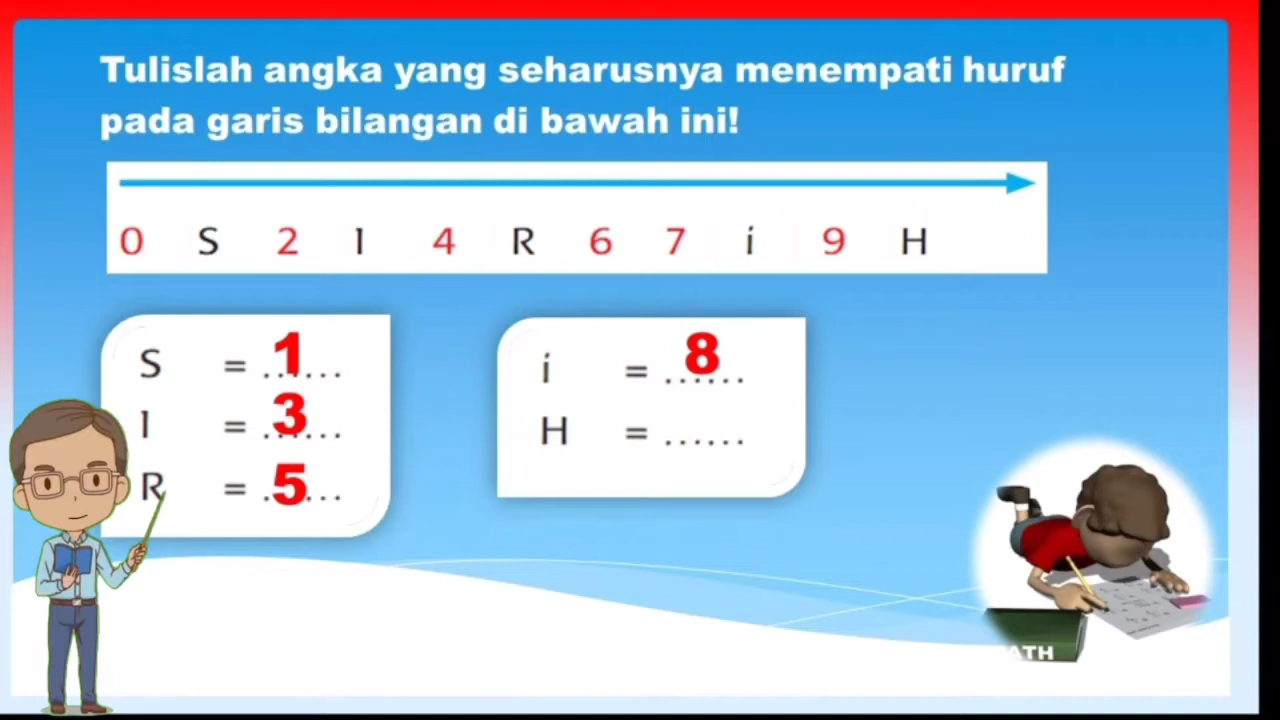 Tulislah angka yang seharusnya menempati huruf
pada garis bilangan di bawah ini!
0 S 2 l 4 R 6 7 i 9 H
S = 1......
l = 3......
R = 5......
i = 8......
H = ......